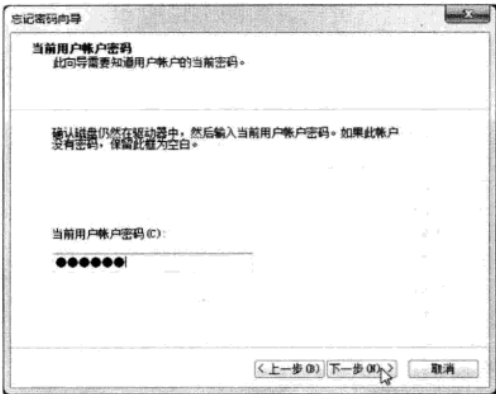 忘记密码向导
当前用户帐户密码
此向导需要知道用户帐户的当前密码。
确认磁盘仍然在驱动器中，然后输入当前用户帐户密码。如果此帐户
没有密码，保留此框为空白。
当前用户帐户密码(C):
●●●●●●
<上一步(B) 下一步(N)> 取消